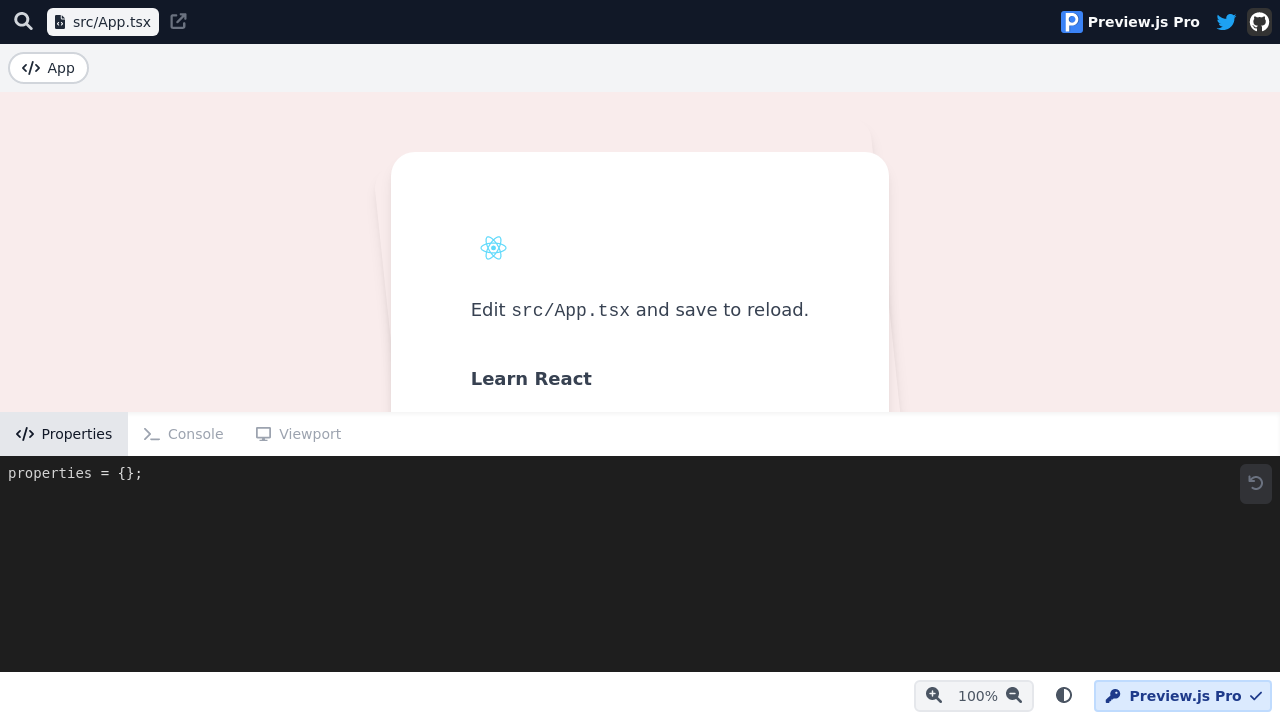 src/App.tsx
Preview.js Pro
App
Edit src/App.tsx and save to reload.
Learn React
Properties
Console
Viewport
properties = {};
100%
Preview.js Pro